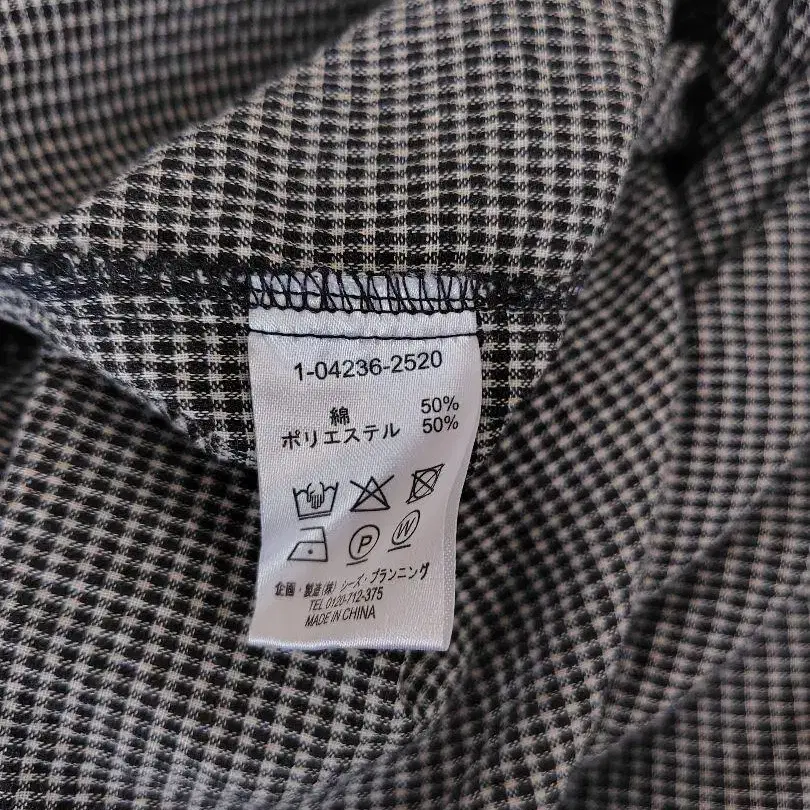 1-04236-2520
綿 50%
ポリエステル 50%
P W
企画・製造(株)シーズ・プランニング
TEL 0120-712-375
MADE IN CHINA